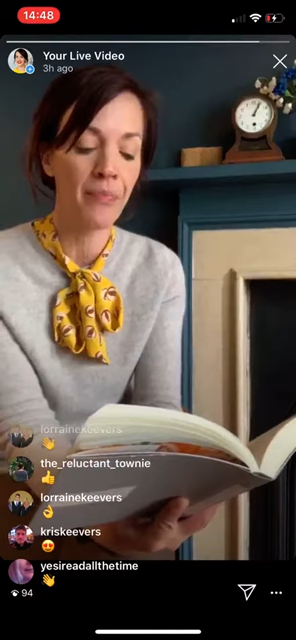 14:48
Your Live Video
3h ago
lorrainekeevers
👋
the_reluctant_townie
👍
lorrainekeevers
👌
kriskeevers
😍
yesireadallthetime
👋
94